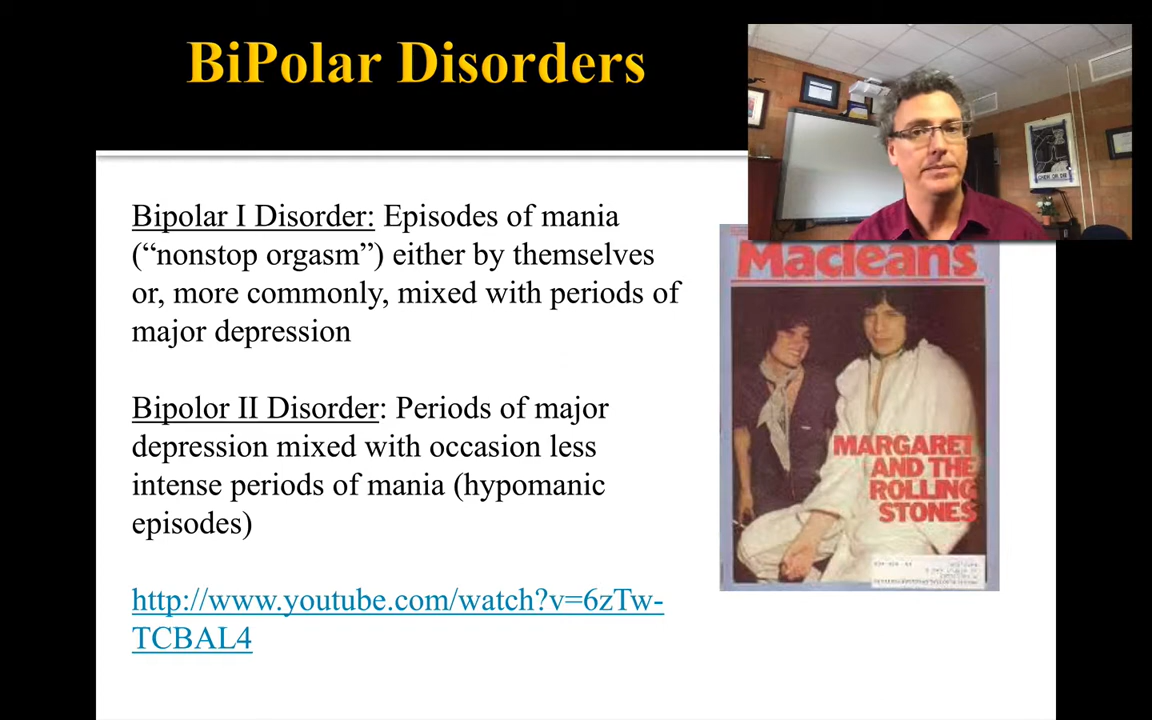 BiPolar Disorders
Bipolar I Disorder: Episodes of mania
(“nonstop orgasm”) either by themselves
or, more commonly, mixed with periods of
major depression
Bipolor II Disorder: Periods of major
depression mixed with occasion less
intense periods of mania (hypomanic
episodes)
http://www.youtube.com/watch?v=6zTw-
TCBAL4
Macleans
MARGARET
AND THE
ROLLING
STONES